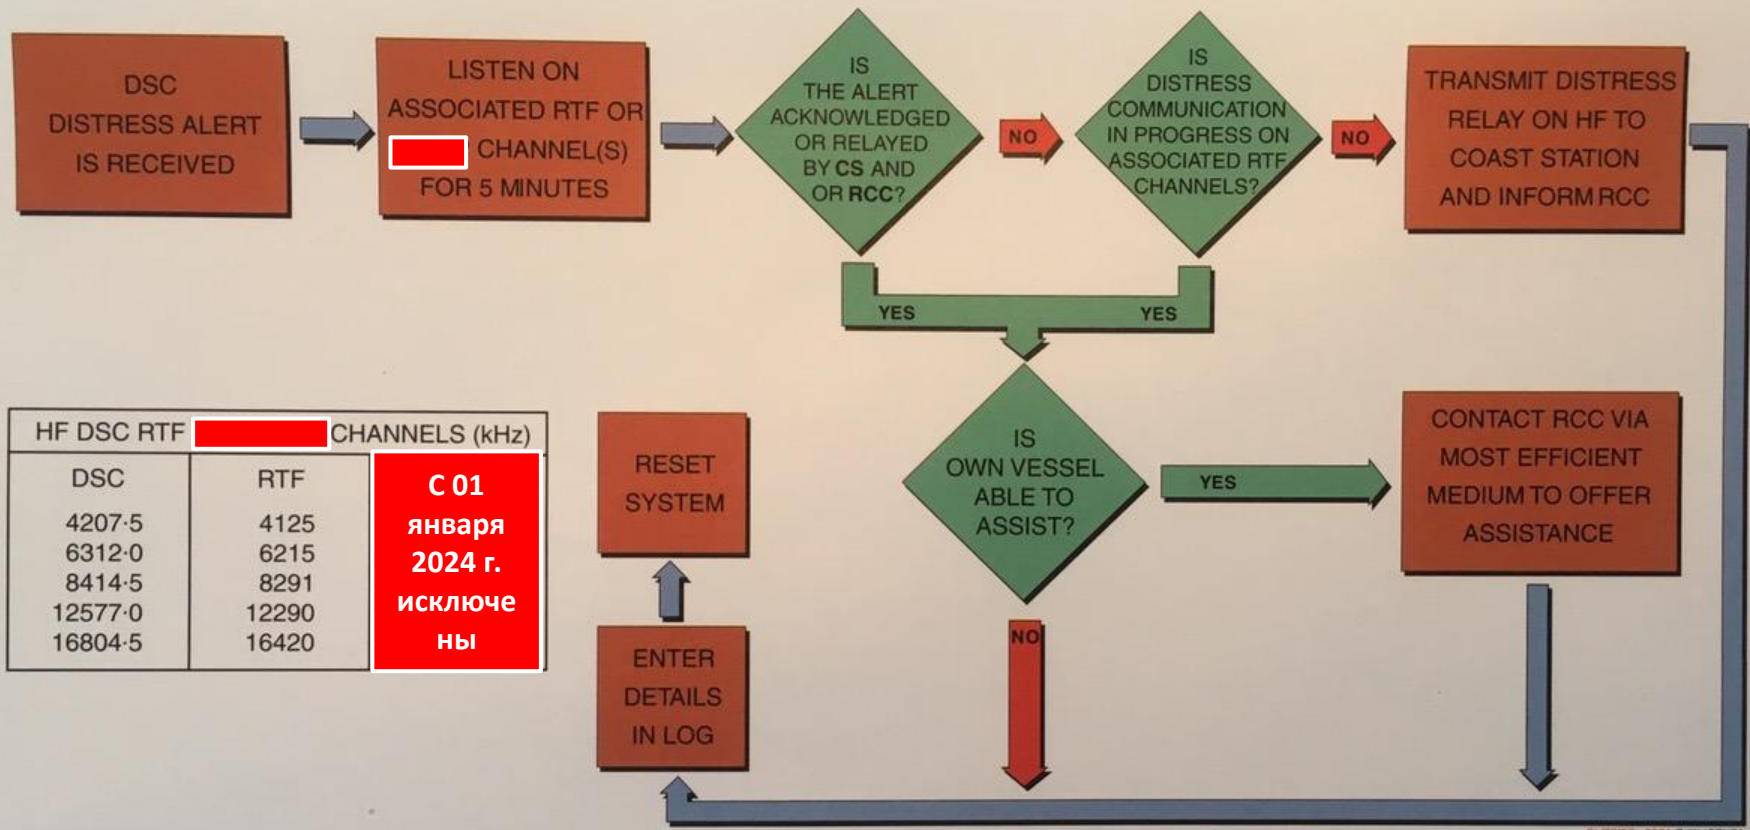 DSC
DISTRESS ALERT
IS RECEIVED
LISTEN ON
ASSOCIATED RTF OR
CHANNEL(S)
FOR 5 MINUTES
IS
THE ALERT
ACKNOWLEDGED
OR RELAYED
BY CS AND
OR RCC?
NO
IS
DISTRESS
COMMUNICATION
IN PROGRESS ON
ASSOCIATED RTF
CHANNELS?
NO
TRANSMIT DISTRESS
RELAY ON HF TO
COAST STATION
AND INFORM RCC
YES
YES
IS
OWN VESSEL
ABLE TO
ASSIST?
YES
CONTACT RCC VIA
MOST EFFICIENT
MEDIUM TO OFFER
ASSISTANCE
NO
RESET
SYSTEM
ENTER
DETAILS
IN LOG
HF DSC RTF CHANNELS (kHz)
DSC RTF
4207·5 4125
6312·0 6215
8414·5 8291
12577·0 12290
16804·5 16420
С 01
января
2024 г.
исключе
ны